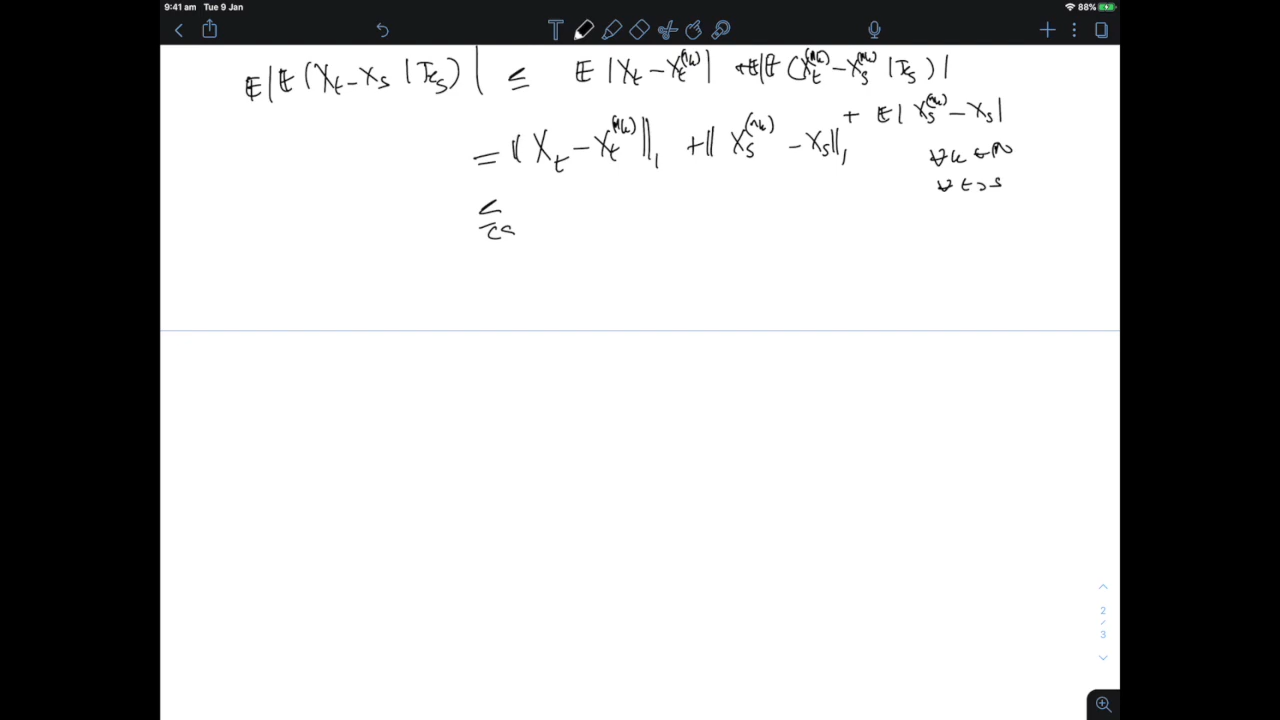 9:41 am Tue 9 Jan
88%
𝔼|𝔼(X_t − X_s | ℱ_s)| ≤ 𝔼|X_t − X_t^{(n_k)}| + 𝔼|𝔼(X_t^{(n_k)} − X_s^{(n_k)} | ℱ_s)|
+ 𝔼|X_s^{(n_k)} − X_s|
= ‖X_t − X_t^{(n_k)}‖_1 + ‖X_s^{(n_k)} − X_s‖_1
∀k ∈ ℕ
∀ t > s
≤
CS
2
/
3